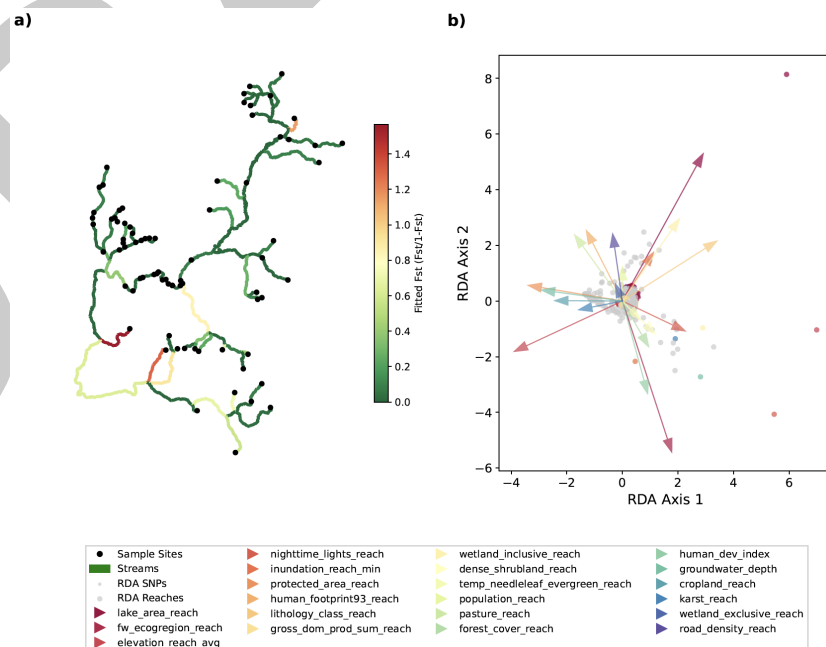 a)
b)
1.4
1.2
1.0
0.8
0.6
0.4
0.2
0.0
Fitted Fst (Fst/1-Fst)
8
6
4
2
0
−2
−4
−6
RDA Axis 2
−4
−2
0
2
4
6
RDA Axis 1
Sample Sites
Streams
RDA SNPs
RDA Reaches
lake_area_reach
fw_ecogregion_reach
elevation_reach_avg
nighttime_lights_reach
inundation_reach_min
protected_area_reach
human_footprint93_reach
lithology_class_reach
gross_dom_prod_sum_reach
wetland_inclusive_reach
dense_shrubland_reach
temp_needleleaf_evergreen_reach
population_reach
pasture_reach
forest_cover_reach
human_dev_index
groundwater_depth
cropland_reach
karst_reach
wetland_exclusive_reach
road_density_reach